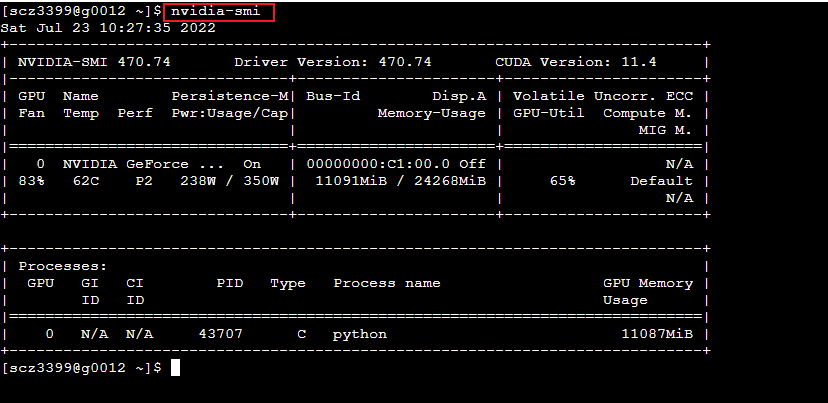 [scz3399@g0012 ~]$ nvidia-smi
Sat Jul 23 10:27:35 2022
+-----------------------------------------------------------------------------+
| NVIDIA-SMI 470.74       Driver Version: 470.74       CUDA Version: 11.4     |
|-------------------------------+----------------------+----------------------+
| GPU  Name        Persistence-M| Bus-Id        Disp.A | Volatile Uncorr. ECC |
| Fan  Temp  Perf  Pwr:Usage/Cap|         Memory-Usage | GPU-Util  Compute M. |
|                               |                      |               MIG M. |
|===============================+======================+======================|
|   0  NVIDIA GeForce ...  On   | 00000000:C1:00.0 Off |                  N/A |
| 83%   62C    P2   238W / 350W |  11091MiB / 24268MiB |     65%      Default |
|                               |                      |                  N/A |
+-------------------------------+----------------------+----------------------+
+-----------------------------------------------------------------------------+
| Processes:                                                                  |
|  GPU   GI   CI        PID   Type   Process name                  GPU Memory |
|        ID   ID                                                   Usage      |
|=============================================================================|
|    0   N/A  N/A     43707      C   python                          11087MiB |
+-----------------------------------------------------------------------------+
[scz3399@g0012 ~]$